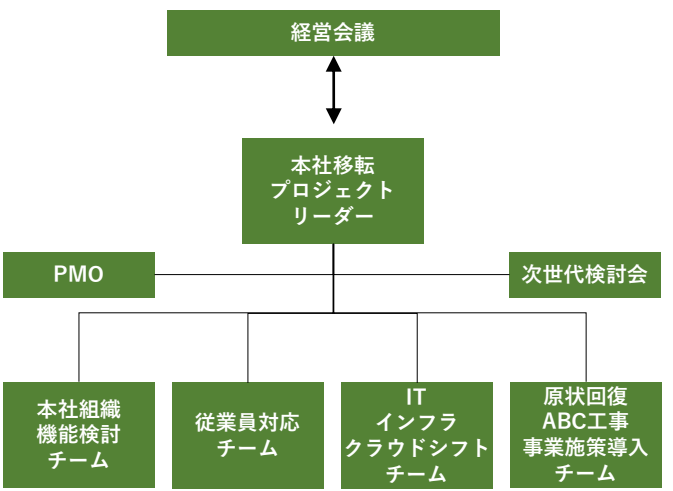 経営会議
本社移転
プロジェクト
リーダー
PMO
次世代検討会
本社組織
機能検討
チーム
従業員対応
チーム
IT
インフラ
クラウドシフト
チーム
原状回復
ABC工事
事業施策導入
チーム